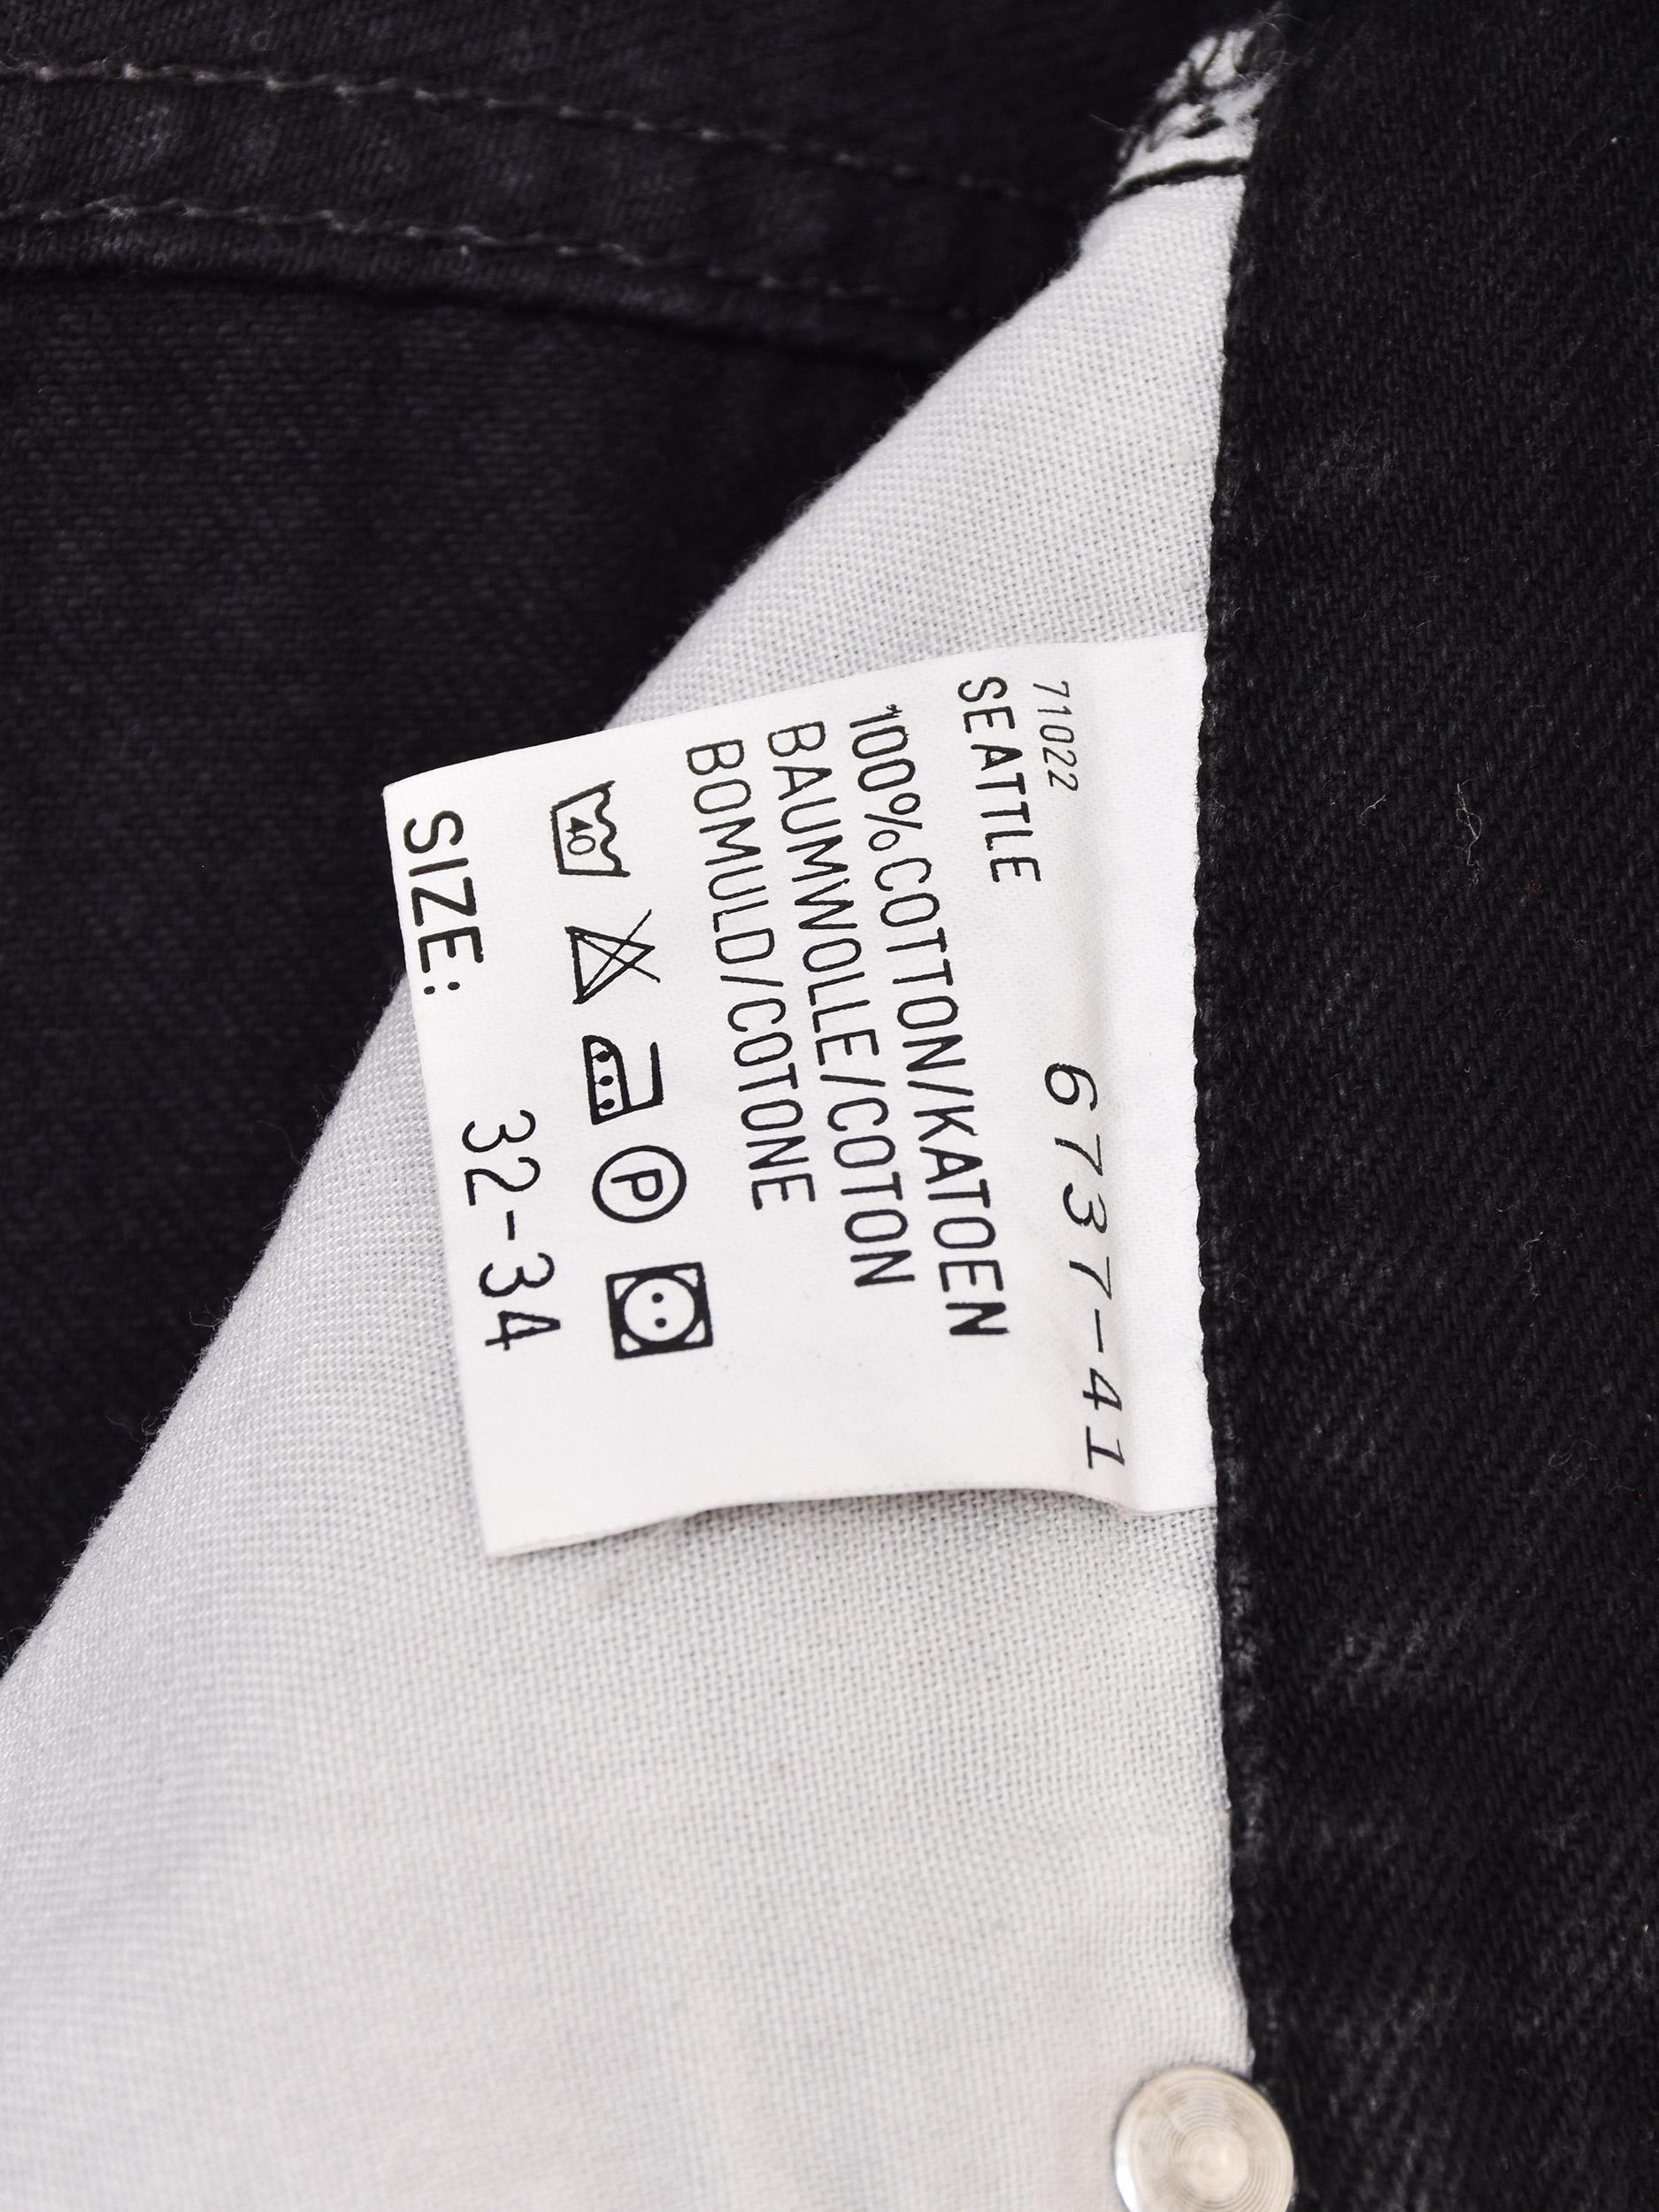 71022 6737-41
SEATTLE
100%COTTON/KATOEN
BAUMWOLLE/COTON
BOMULD/COTONE
40 P
SIZE: 32-34